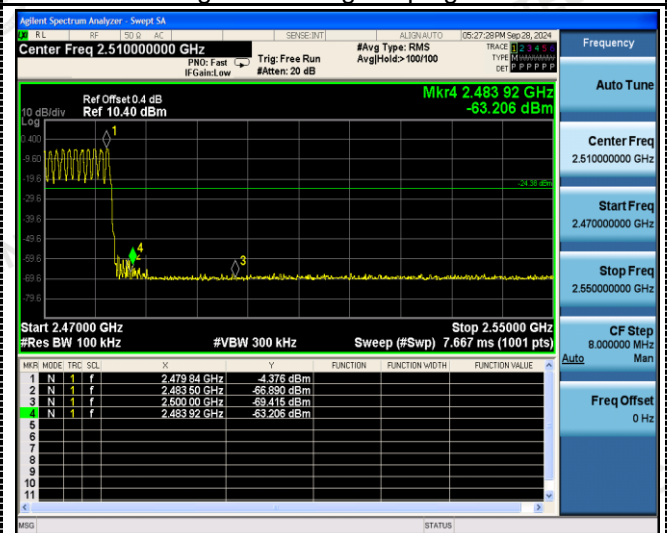 Agilent Spectrum Analyzer - Swept SA
RL RF 50 Ω AC SENSE:INT ALIGNAUTO 05:27:28PM Sep 28, 2024
Center Freq 2.510000000 GHz
PNO: Fast
IFGain:Low
Trig: Free Run
#Atten: 20 dB
#Avg Type: RMS
Avg|Hold:>100/100
TRACE 1 2 3 4 5 6
TYPE M
DET P P P P P P
Frequency
Auto Tune
Center Freq
2.510000000 GHz
Start Freq
2.470000000 GHz
Stop Freq
2.550000000 GHz
CF Step
8.000000 MHz
Auto Man
Freq Offset
0 Hz
Mkr4 2.483 92 GHz
-63.206 dBm
Ref Offset 0.4 dB
10 dB/div Ref 10.40 dBm
Log
0.400
-9.60
-19.6
-29.6
-39.6
-49.6
-59.6
-69.6
-79.6
-24.38 dBm
1
4
3
Start 2.47000 GHz Stop 2.55000 GHz
#Res BW 100 kHz #VBW 300 kHz Sweep (#Swp) 7.667 ms (1001 pts)
MKR MODE TRC SCL X Y FUNCTION FUNCTION WIDTH FUNCTION VALUE
1 N 1 f 2.479 84 GHz -4.376 dBm
2 N 1 f 2.483 50 GHz -66.890 dBm
3 N 1 f 2.500 00 GHz -69.415 dBm
4 N 1 f 2.483 92 GHz -63.206 dBm
5
6
7
8
9
10
11
MSG STATUS